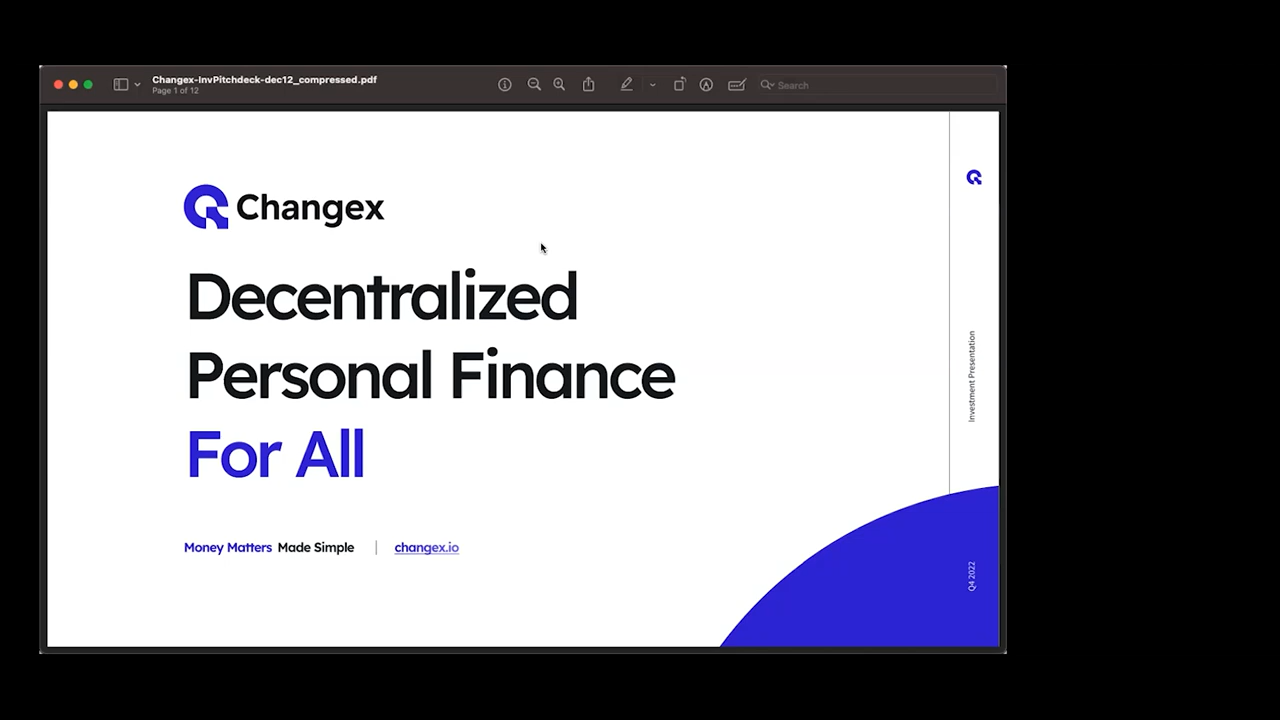 Changex-InvPitchdeck-dec12_compressed.pdf
Page 1 of 12
Search
Changex
Decentralized
Personal Finance
For All
Money Matters Made Simple | changex.io
Investment Presentation
Q4 2022